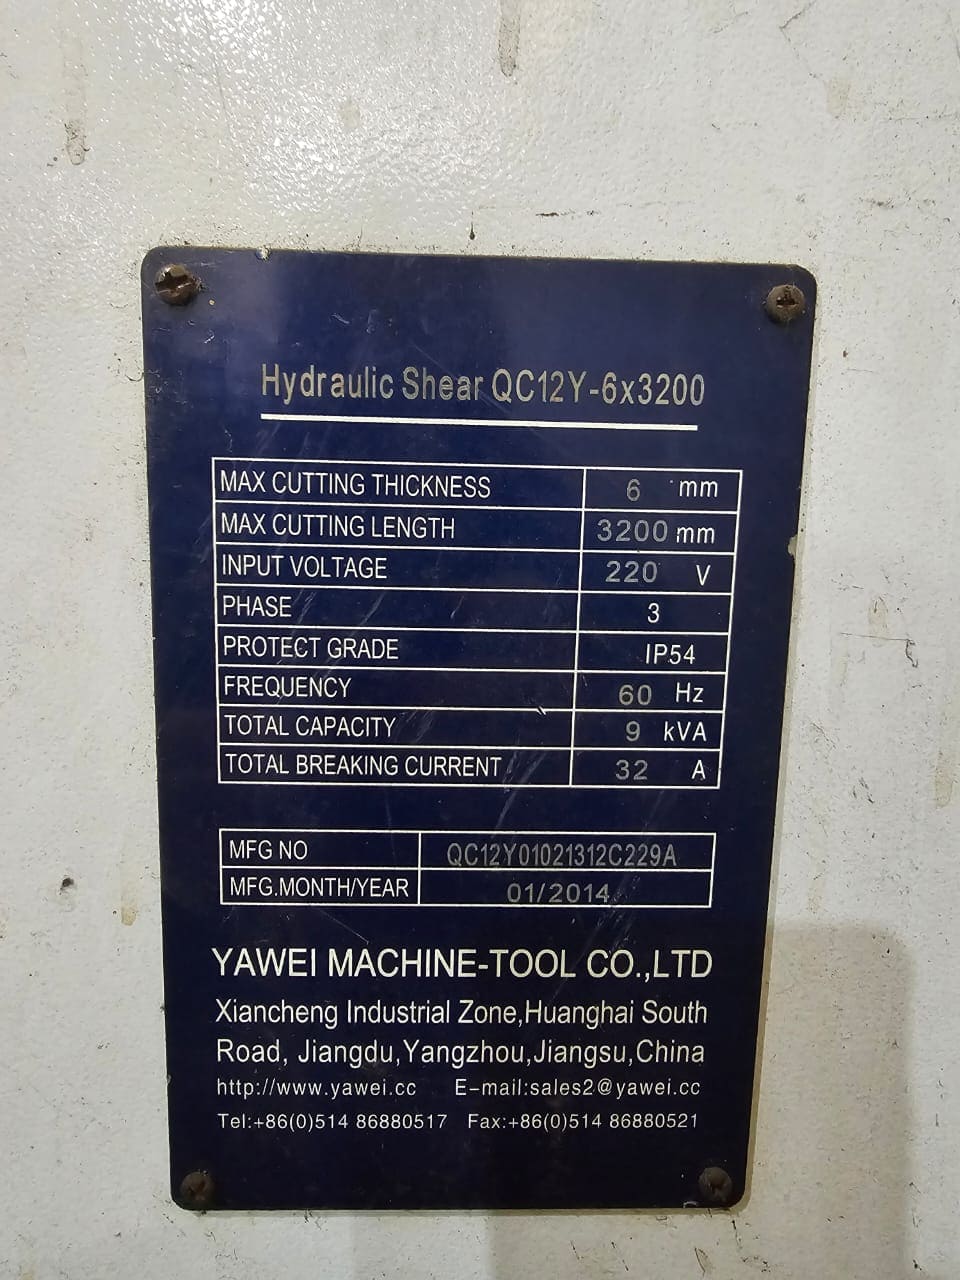 Hydraulic Shear QC12Y-6x3200
MAX CUTTING THICKNESS 6 mm
MAX CUTTING LENGTH 3200 mm
INPUT VOLTAGE 220 V
PHASE 3
PROTECT GRADE IP54
FREQUENCY 60 Hz
TOTAL CAPACITY 9 kVA
TOTAL BREAKING CURRENT 32 A
MFG NO QC12Y01021312C229A
MFG.MONTH/YEAR 01/2014
YAWEI MACHINE-TOOL CO.,LTD
Xiancheng Industrial Zone,Huanghai South
Road, Jiangdu,Yangzhou,Jiangsu,China
http://www.yawei.cc E-mail:sales2@yawei.cc
Tel:+86(0)514 86880517 Fax:+86(0)514 86880521